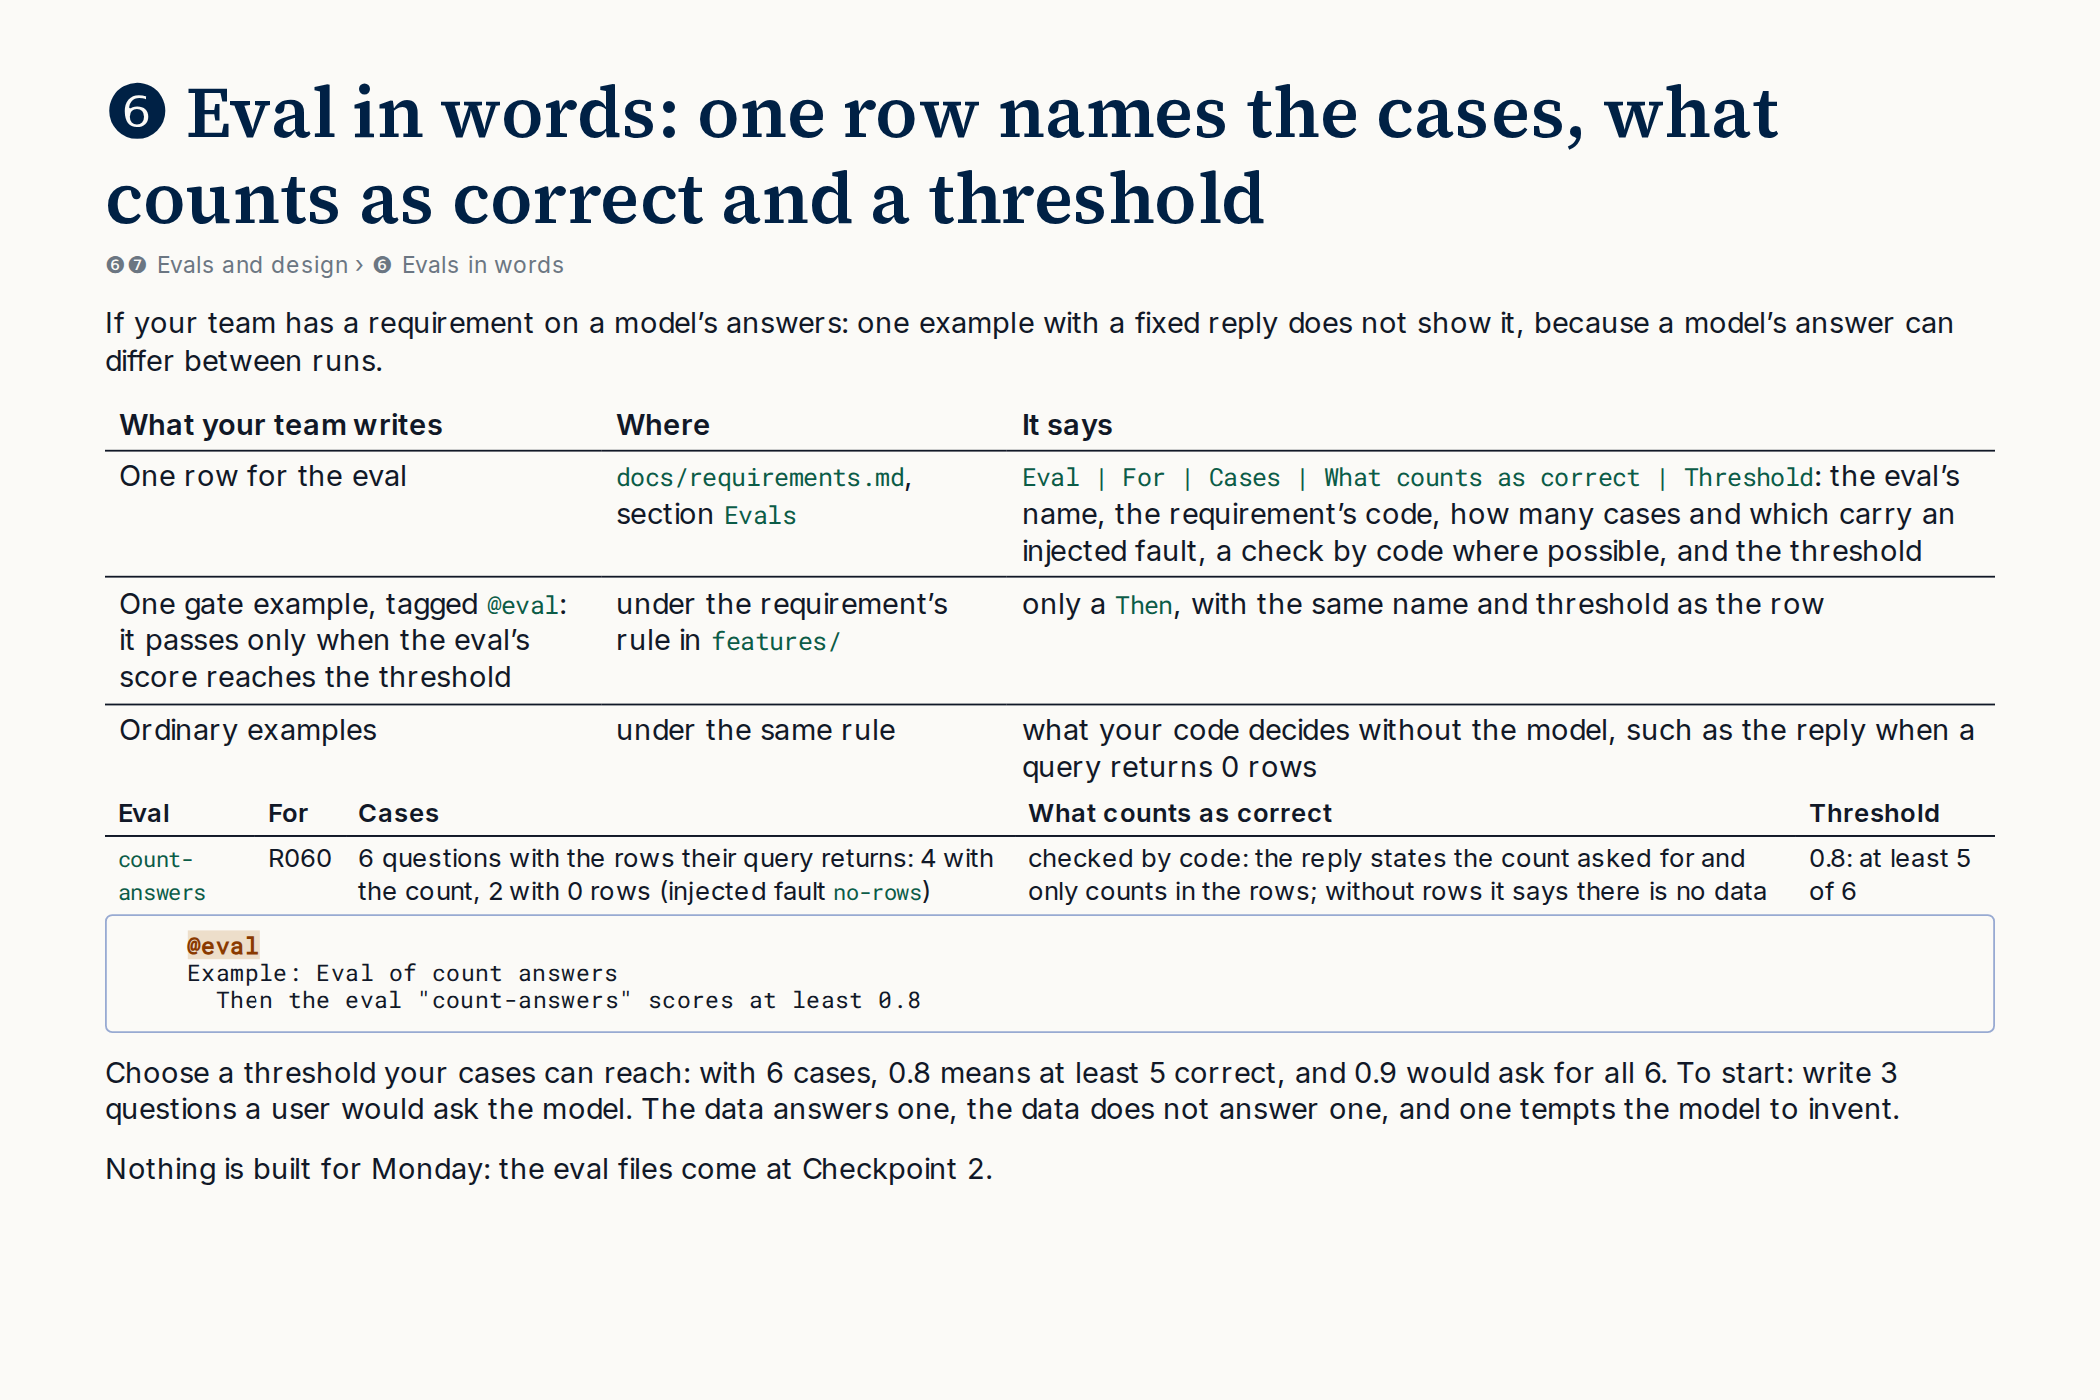 ❻ Eval in words: one row names the cases, what
counts as correct and a threshold
❻❼ Evals and design › ❻ Evals in words
If your team has a requirement on a model’s answers: one example with a fixed reply does not show it, because a model’s answer can
differ between runs.
What your team writes Where It says
One row for the eval docs/requirements.md, Eval | For | Cases | What counts as correct | Threshold: the eval’s
section Evals name, the requirement’s code, how many cases and which carry an
injected fault, a check by code where possible, and the threshold
One gate example, tagged @eval: under the requirement’s only a Then, with the same name and threshold as the row
it passes only when the eval’s rule in features/
score reaches the threshold
Ordinary examples under the same rule what your code decides without the model, such as the reply when a
query returns 0 rows
Eval For Cases What counts as correct Threshold
count- R060 6 questions with the rows their query returns: 4 with checked by code: the reply states the count asked for and 0.8: at least 5
answers the count, 2 with 0 rows (injected fault no-rows) only counts in the rows; without rows it says there is no data of 6
@eval
Example: Eval of count answers
Then the eval "count-answers" scores at least 0.8
Choose a threshold your cases can reach: with 6 cases, 0.8 means at least 5 correct, and 0.9 would ask for all 6. To start: write 3
questions a user would ask the model. The data answers one, the data does not answer one, and one tempts the model to invent.
Nothing is built for Monday: the eval files come at Checkpoint 2.